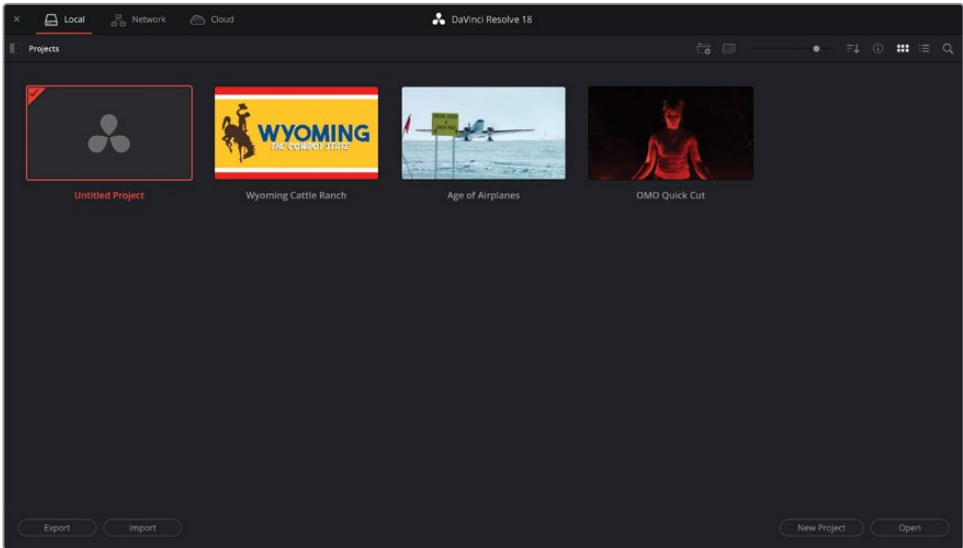 Local
Network
Cloud
DaVinci Resolve 18
Projects
WYOMING
THE COWBOY STATE
Untitled Project
Wyoming Cattle Ranch
Age of Airplanes
OMO Quick Cut
Export
Import
New Project
Open